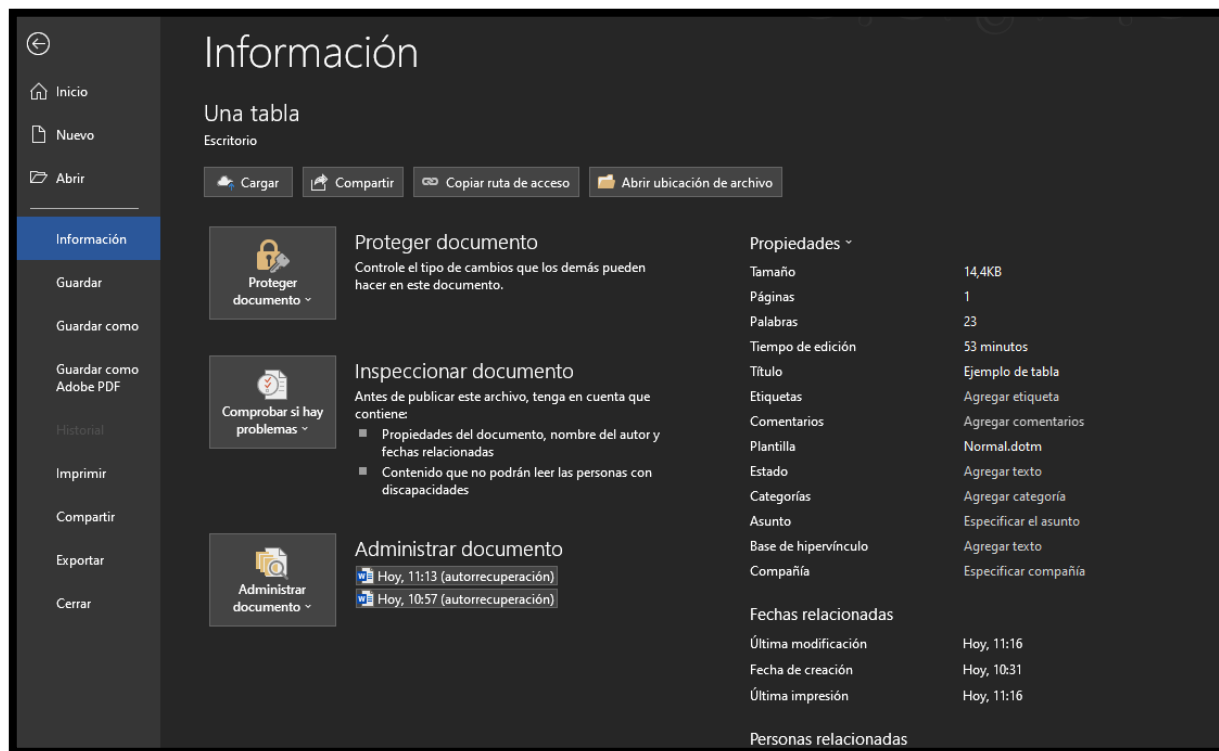 Información
Inicio
Nuevo
Abrir
Información
Guardar
Guardar como
Guardar como
Adobe PDF
Historial
Imprimir
Compartir
Exportar
Cerrar
Una tabla
Escritorio
Cargar
Compartir
Copiar ruta de acceso
Abrir ubicación de archivo
Proteger
documento
Proteger documento
Controle el tipo de cambios que los demás pueden
hacer en este documento.
Comprobar si hay
problemas
Inspeccionar documento
Antes de publicar este archivo, tenga en cuenta que
contiene:
Propiedades del documento, nombre del autor y
fechas relacionadas
Contenido que no podrán leer las personas con
discapacidades
Administrar
documento
Administrar documento
Hoy, 11:13 (autorrecuperación)
Hoy, 10:57 (autorrecuperación)
Propiedades
Tamaño 14,4KB
Páginas 1
Palabras 23
Tiempo de edición 53 minutos
Título Ejemplo de tabla
Etiquetas Agregar etiqueta
Comentarios Agregar comentarios
Plantilla Normal.dotm
Estado Agregar texto
Categorías Agregar categoría
Asunto Especificar el asunto
Base de hipervínculo Agregar texto
Compañía Especificar compañía
Fechas relacionadas
Última modificación Hoy, 11:16
Fecha de creación Hoy, 10:31
Última impresión Hoy, 11:16
Personas relacionadas